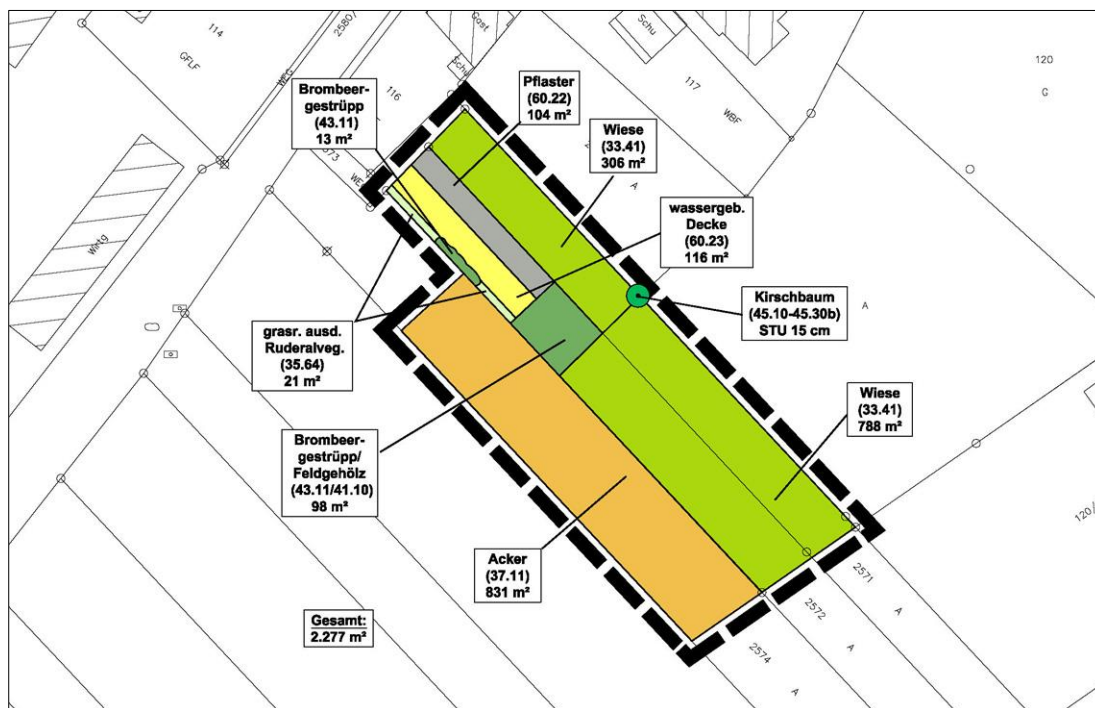 114
GFLF
2580/
WEG
116
Gast
Schu
Schu
117
WBF
120
G
Brombeer-
gestrüpp
(43.11)
13 m²
Pflaster
(60.22)
104 m²
Wiese
(33.41)
306 m²
A
wassergeb.
Decke
(60.23)
116 m²
Wirtg
Kirschbaum
(45.10-45.30b)
STU 15 cm
A
grasr. ausd.
Ruderalveg.
(35.64)
21 m²
Wiese
(33.41)
788 m²
Brombeer-
gestrüpp/
Feldgehölz
(43.11/41.10)
98 m²
120/
Acker
(37.11)
831 m²
2571
A
2572
A
2574
A
Gesamt:
2.277 m²